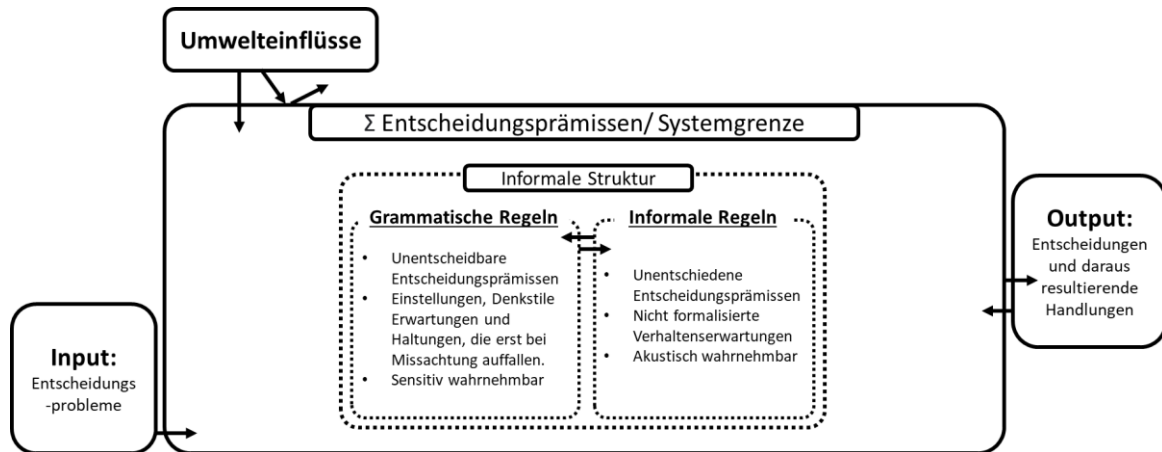 Umwelteinflüsse
Σ Entscheidungsprämissen/ Systemgrenze
Informale Struktur
Grammatische Regeln
• Unentscheidbare
Entscheidungsprämissen
• Einstellungen, Denkstile
Erwartungen und
Haltungen, die erst bei
Missachtung auffallen.
• Sensitiv wahrnehmbar
Informale Regeln
• Unentschiedene
Entscheidungsprämissen
• Nicht formalisierte
Verhaltenserwartungen
• Akustisch wahrnehmbar
Input:
Entscheidungs
-probleme
Output:
Entscheidungen
und daraus
resultierende
Handlungen